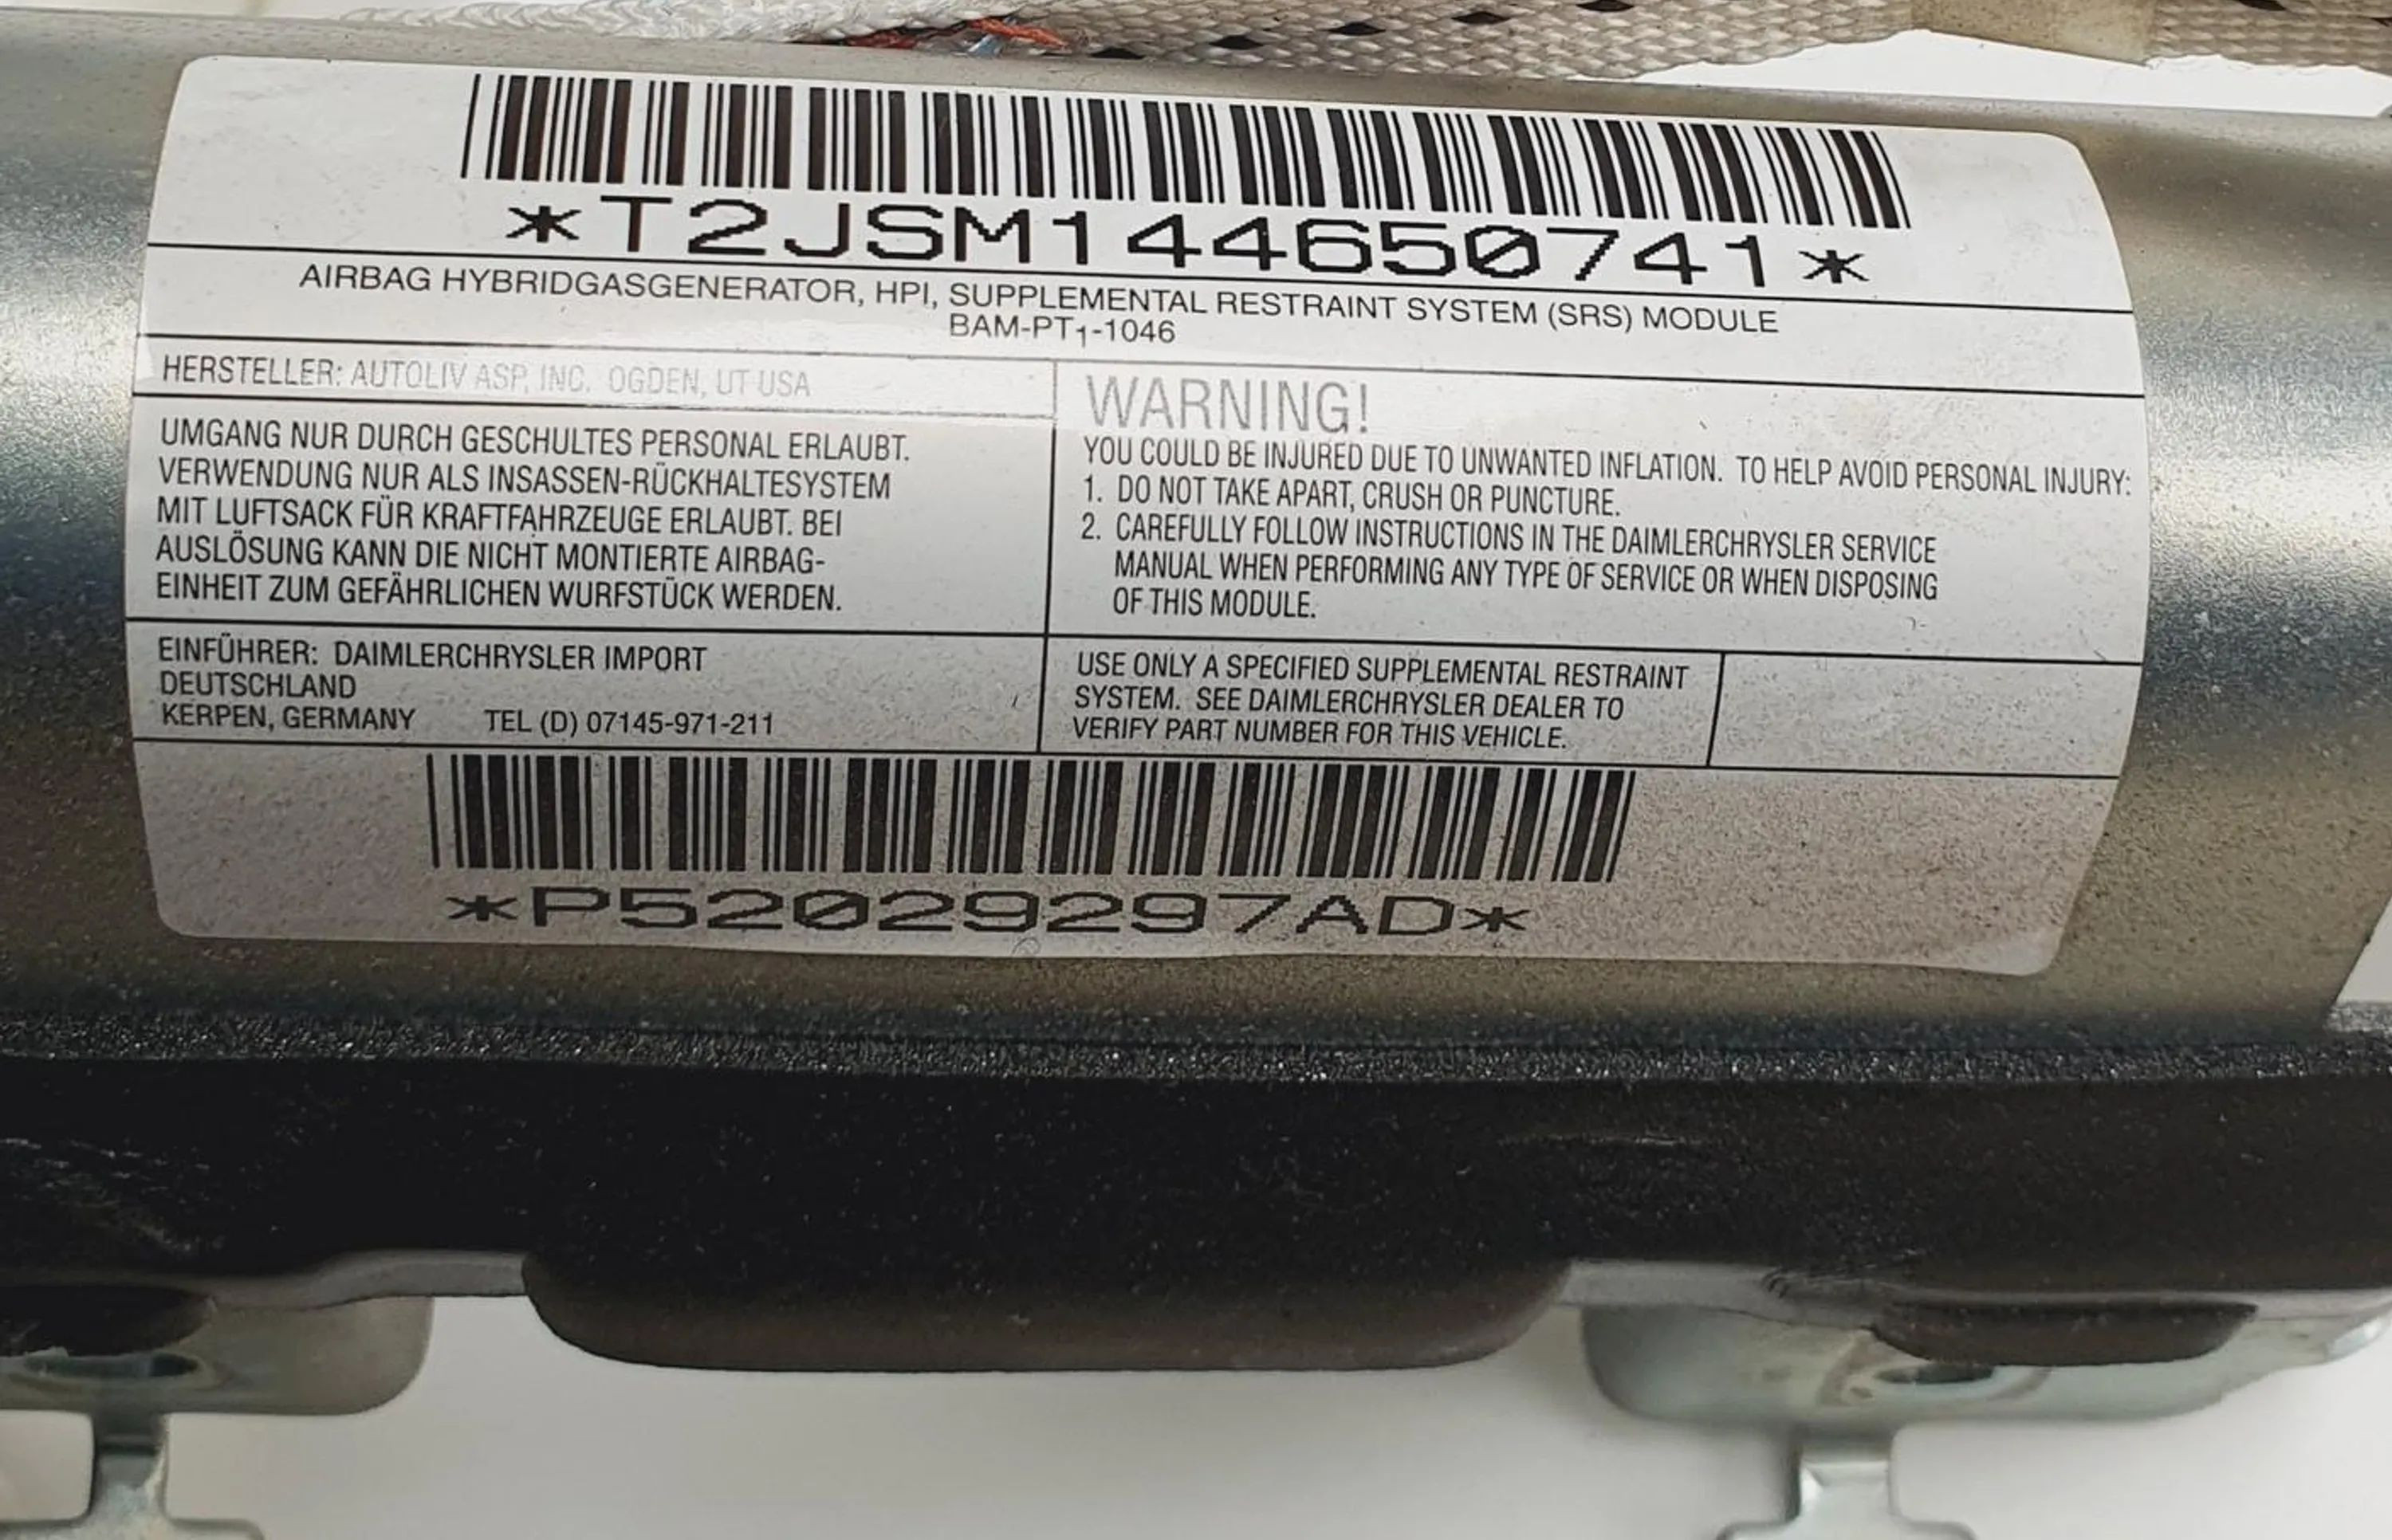 *T2JSM144650741*
AIRBAG HYBRIDGASGENERATOR, HPI, SUPPLEMENTAL RESTRAINT SYSTEM (SRS) MODULE
BAM-PT1-1046
HERSTELLER: AUTOLIV ASP, INC. OGDEN, UT USA
UMGANG NUR DURCH GESCHULTES PERSONAL ERLAUBT.
VERWENDUNG NUR ALS INSASSEN-RÜCKHALTESYSTEM
MIT LUFTSACK FÜR KRAFTFAHRZEUGE ERLAUBT. BEI
AUSLÖSUNG KANN DIE NICHT MONTIERTE AIRBAG-
EINHEIT ZUM GEFÄHRLICHEN WURFSTÜCK WERDEN.
WARNING!
YOU COULD BE INJURED DUE TO UNWANTED INFLATION. TO HELP AVOID PERSONAL INJURY:
1. DO NOT TAKE APART, CRUSH OR PUNCTURE.
2. CAREFULLY FOLLOW INSTRUCTIONS IN THE DAIMLERCHRYSLER SERVICE
MANUAL WHEN PERFORMING ANY TYPE OF SERVICE OR WHEN DISPOSING
OF THIS MODULE.
EINFÜHRER: DAIMLERCHRYSLER IMPORT
DEUTSCHLAND
KERPEN, GERMANY TEL (D) 07145-971-211
USE ONLY A SPECIFIED SUPPLEMENTAL RESTRAINT
SYSTEM. SEE DAIMLERCHRYSLER DEALER TO
VERIFY PART NUMBER FOR THIS VEHICLE.
*P52029297AD*